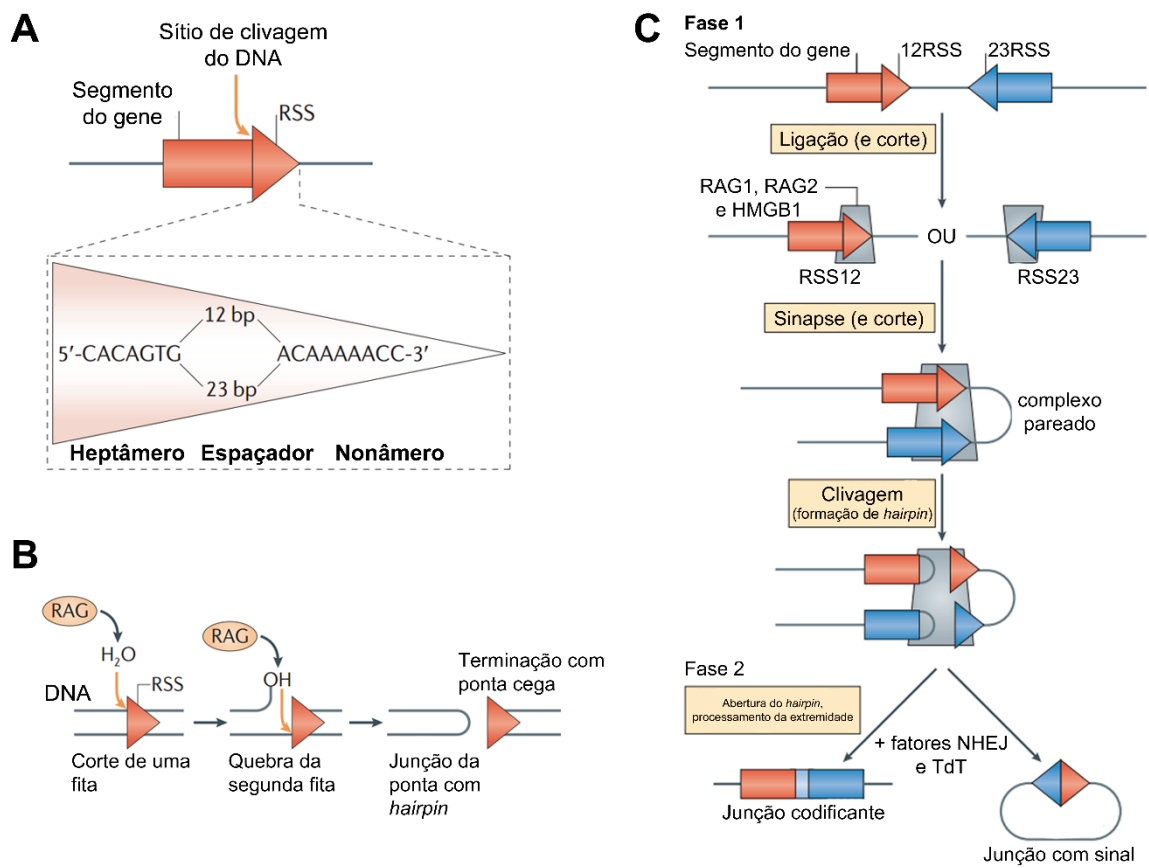 A
Sítio de clivagem
do DNA
Segmento
do gene
RSS
12 bp
5′-CACAGTG
ACAAAAACC-3′
23 bp
Heptâmero
Espaçador
Nonâmero
B
RAG
H2O
DNA
RSS
Corte de uma
fita
RAG
OH
Quebra da
segunda fita
Terminação com
ponta cega
Junção da
ponta com
hairpin
C
Fase 1
Segmento do gene
12RSS
23RSS
Ligação (e corte)
RAG1, RAG2
e HMGB1
OU
RSS12
RSS23
Sinapse (e corte)
complexo
pareado
Clivagem
(formação de hairpin)
Fase 2
Abertura do hairpin,
processamento da extremidade
+ fatores NHEJ
e TdT
Junção codificante
Junção com sinal